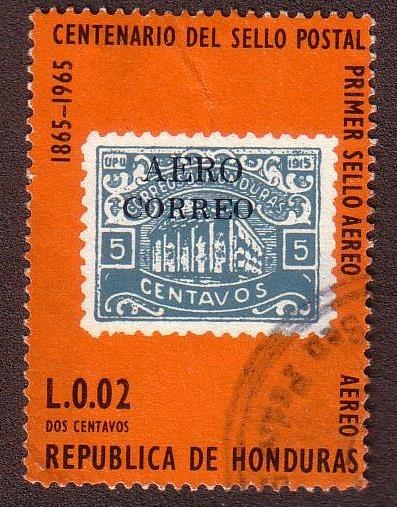 CENTENARIO DEL SELLO POSTAL
1865-1965
PRIMER SELLO AEREO
UPU 1915
AERO
CORREO
5 5
CENTAVOS
L.0.02
DOS CENTAVOS
AEREO
REPUBLICA DE HONDURAS